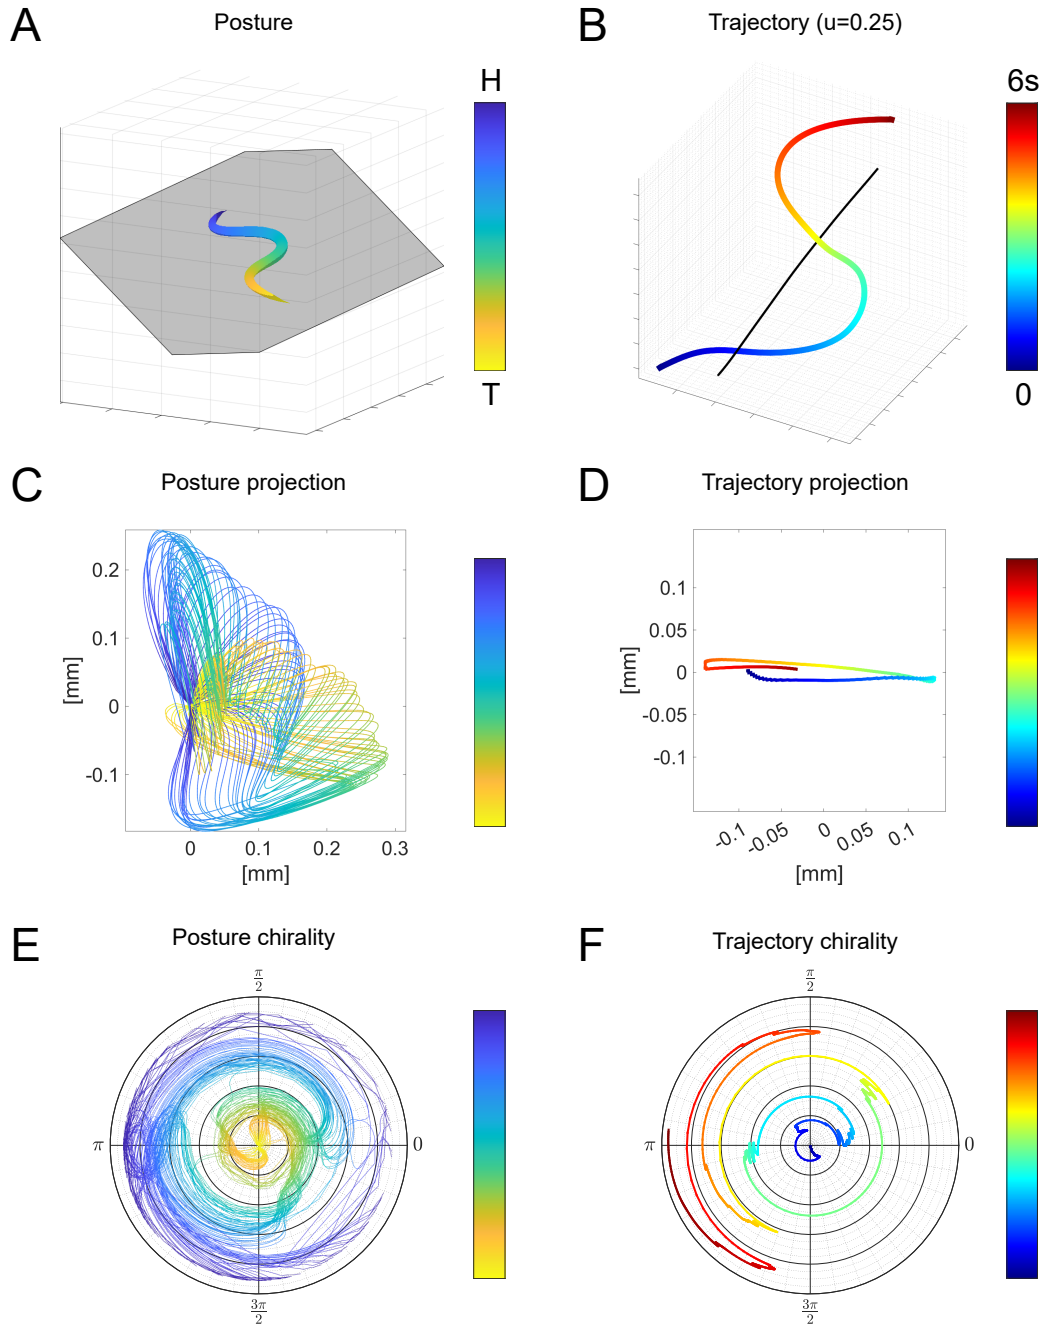 A
Posture
H
T
B
Trajectory (u=0.25)
6s
0
C
Posture projection
0.2
0.1
0
-0.1
[mm]
0 0.1 0.2 0.3
[mm]
D
Trajectory projection
0.1
0.05
0
-0.05
-0.1
[mm]
-0.1 -0.05 0 0.05 0.1
[mm]
E
Posture chirality
π/2
π
0
3π/2
F
Trajectory chirality
π/2
π
0
3π/2